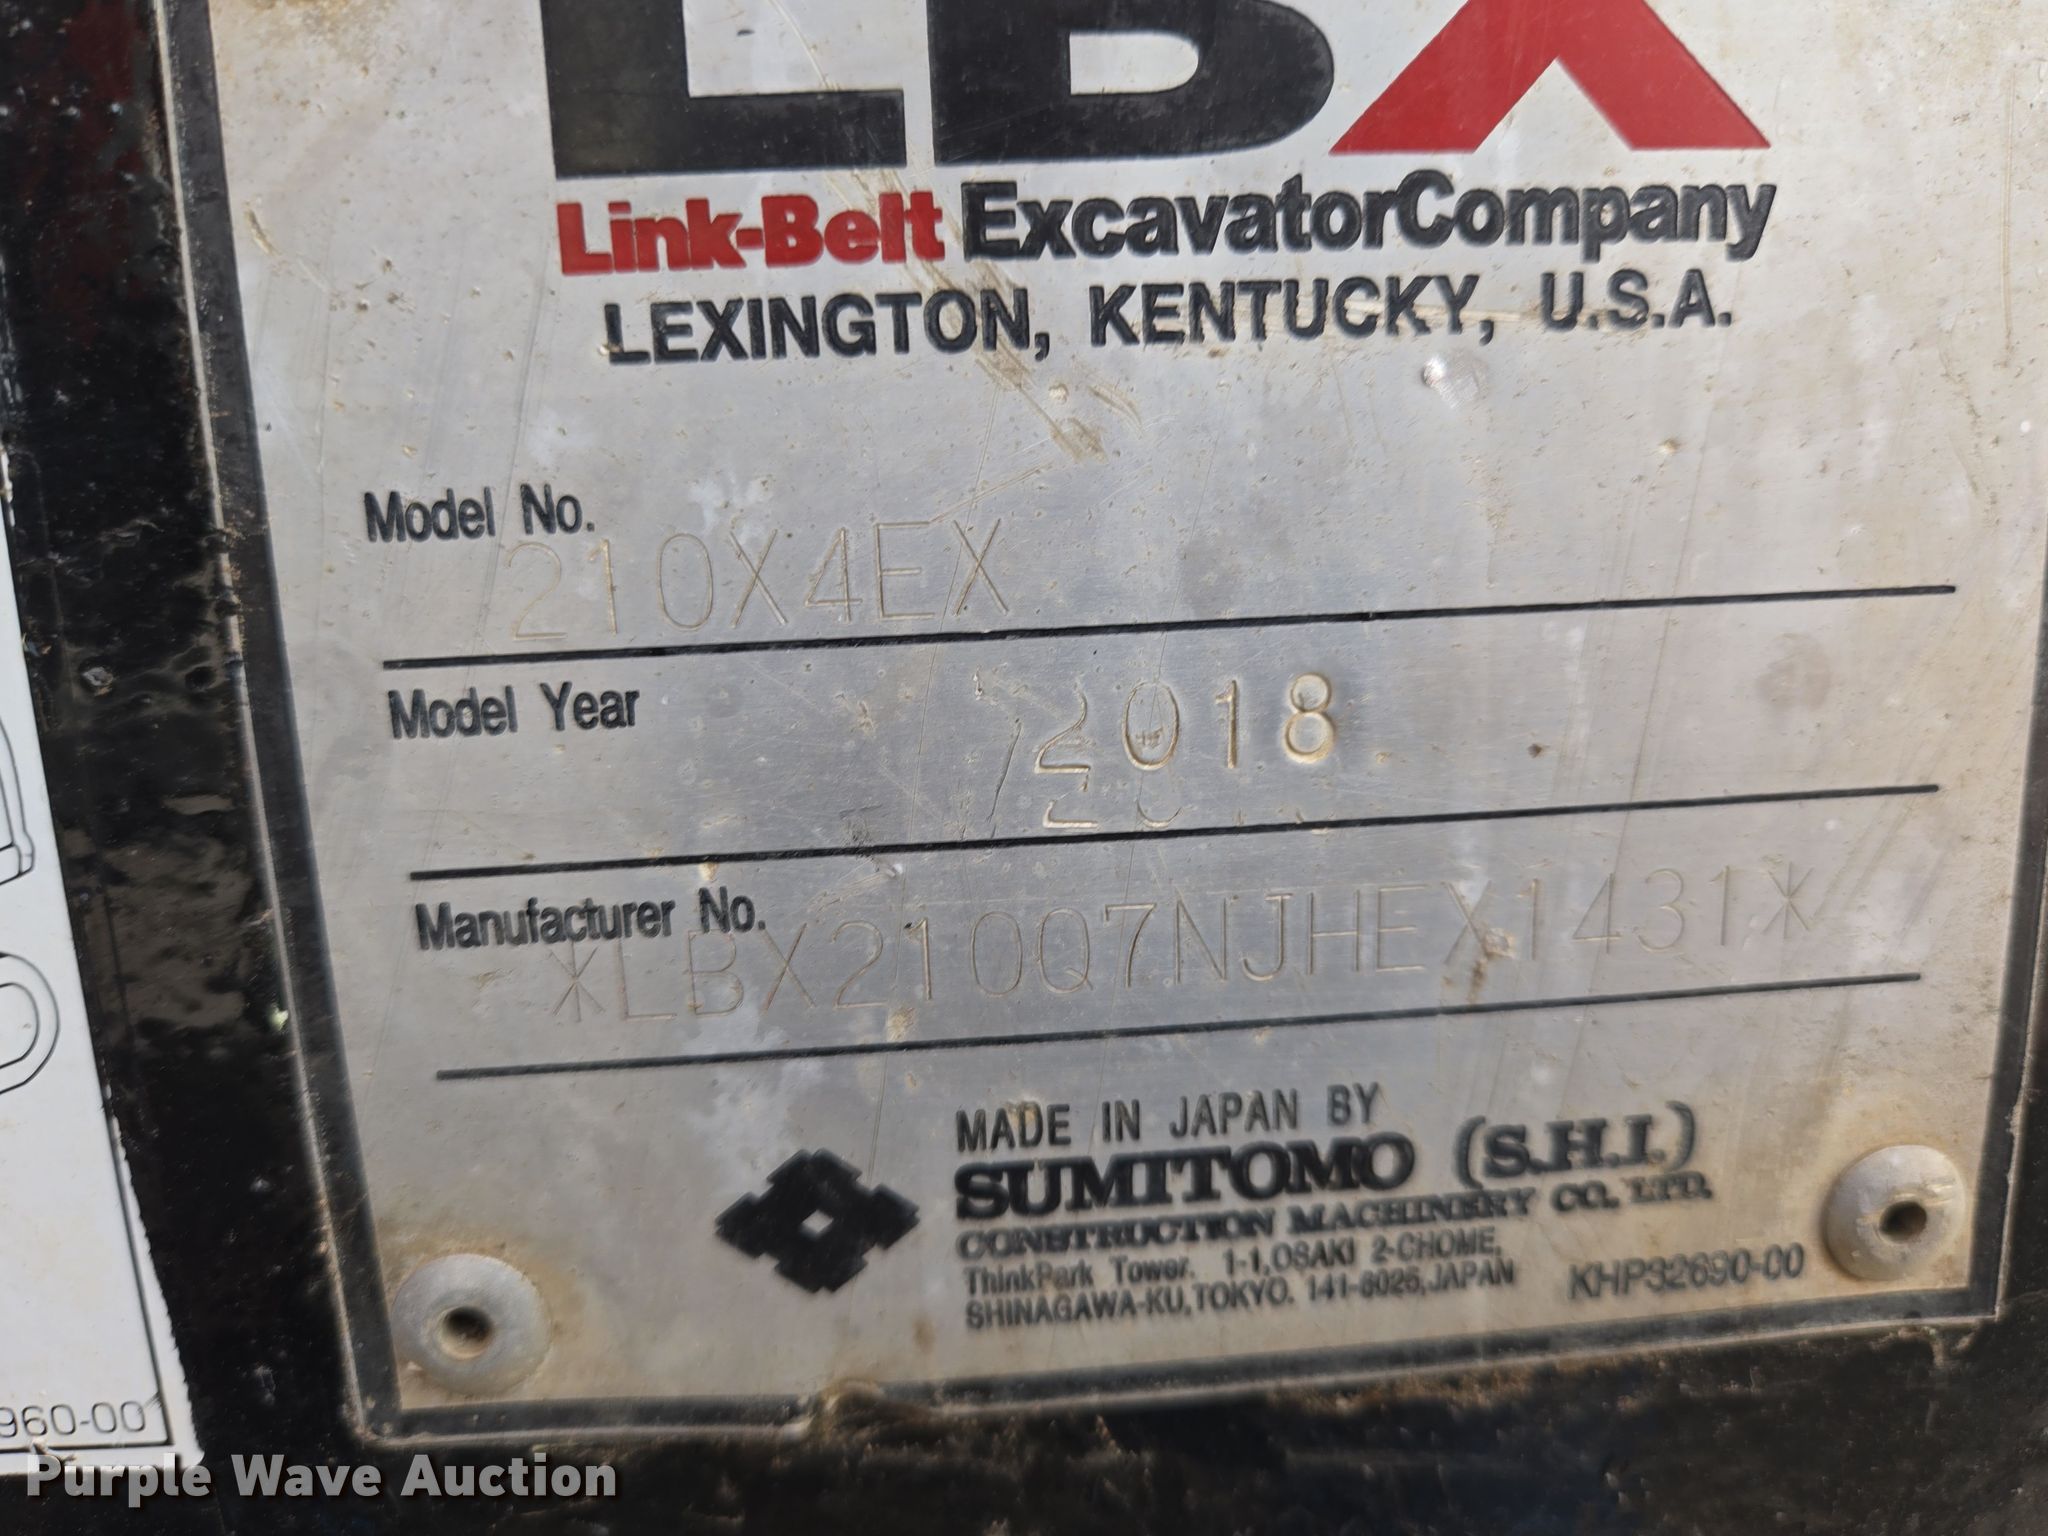 LBX
Link-Belt ExcavatorCompany
LEXINGTON, KENTUCKY, U.S.A.
Model No.
210X4EX
Model Year
2018
Manufacturer No.
*LBX210Q7NJHEX1431*
MADE IN JAPAN BY
SUMITOMO (S.H.I.)
CONSTRUCTION MACHINERY CO. LTD.
ThinkPark Tower. 1-1,OSAKI 2-CHOME,
SHINAGAWA-KU,TOKYO. 141-6025,JAPAN
KHP32690-00
960-00
Purple Wave Auction